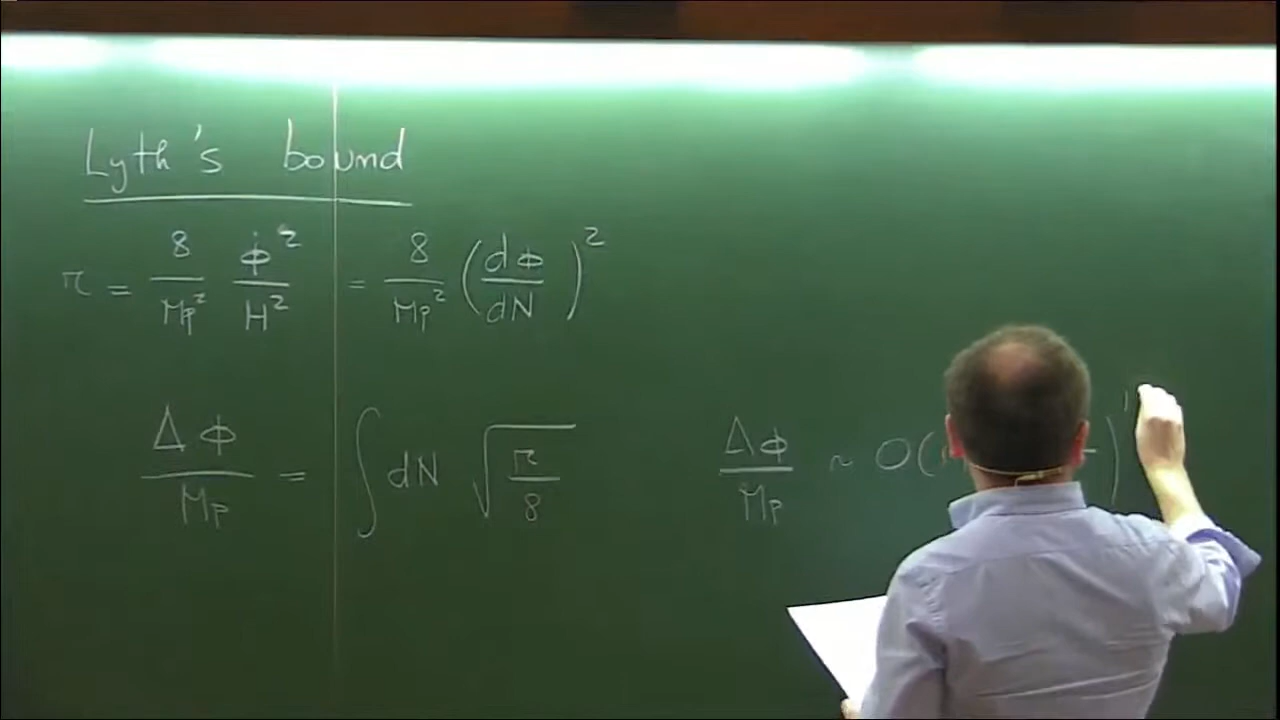 Lyth's bound
r = 8/Mp² φ̇²/H² = 8/Mp² (dφ/dN)²
Δφ/Mp = ∫ dN √(r/8)
Δφ/Mp ~ O(
)